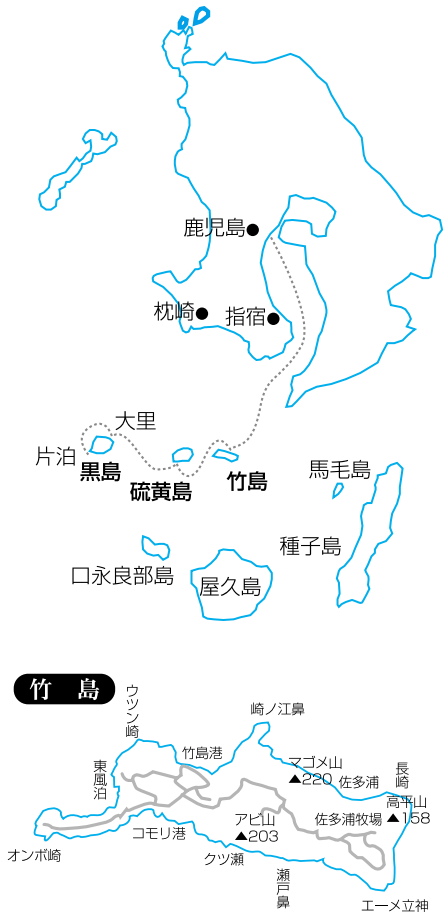 鹿児島
枕崎
指宿
大里
片泊
黒島
硫黄島
竹島
馬毛島
種子島
口永良部島
屋久島
竹 島
ウツン崎
崎ノ江鼻
竹島港
東風泊
マゴメ山
▲220
佐多浦
長崎
高平山
▲158
佐多浦牧場
アビ山
▲203
コモリ港
オンボ崎
クツ瀬
瀬戸鼻
エーメ立神